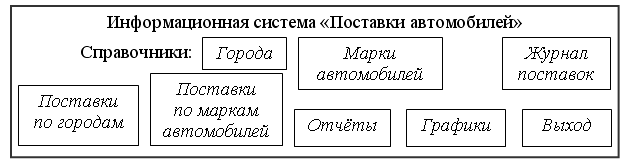 Информационная система «Поставки автомобилей»
Справочники: Города
Марки
автомобилей
Журнал
поставок
Поставки
по городам
Поставки
по маркам
автомобилей
Отчёты
Графики
Выход